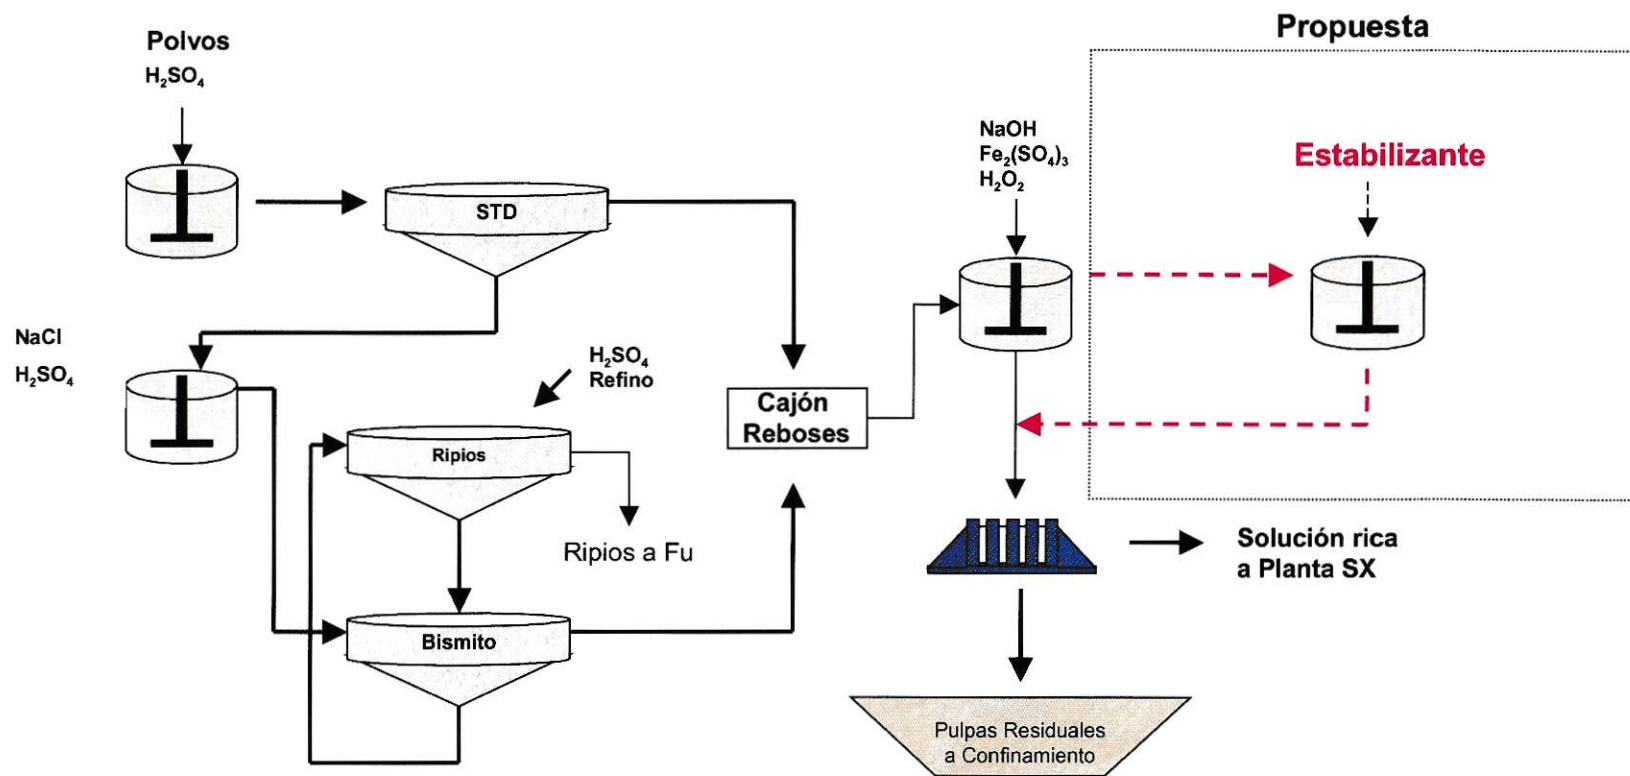 Propuesta
Polvos
H₂SO₄
NaOH
Fe₂(SO₄)₃
H₂O₂
Estabilizante
STD
NaCl
H₂SO₄
H₂SO₄
Refino
Cajón
Reboses
Ripios
Ripios a Fu
Solución rica
a Planta SX
Bismito
Pulpas Residuales
a Confinamiento